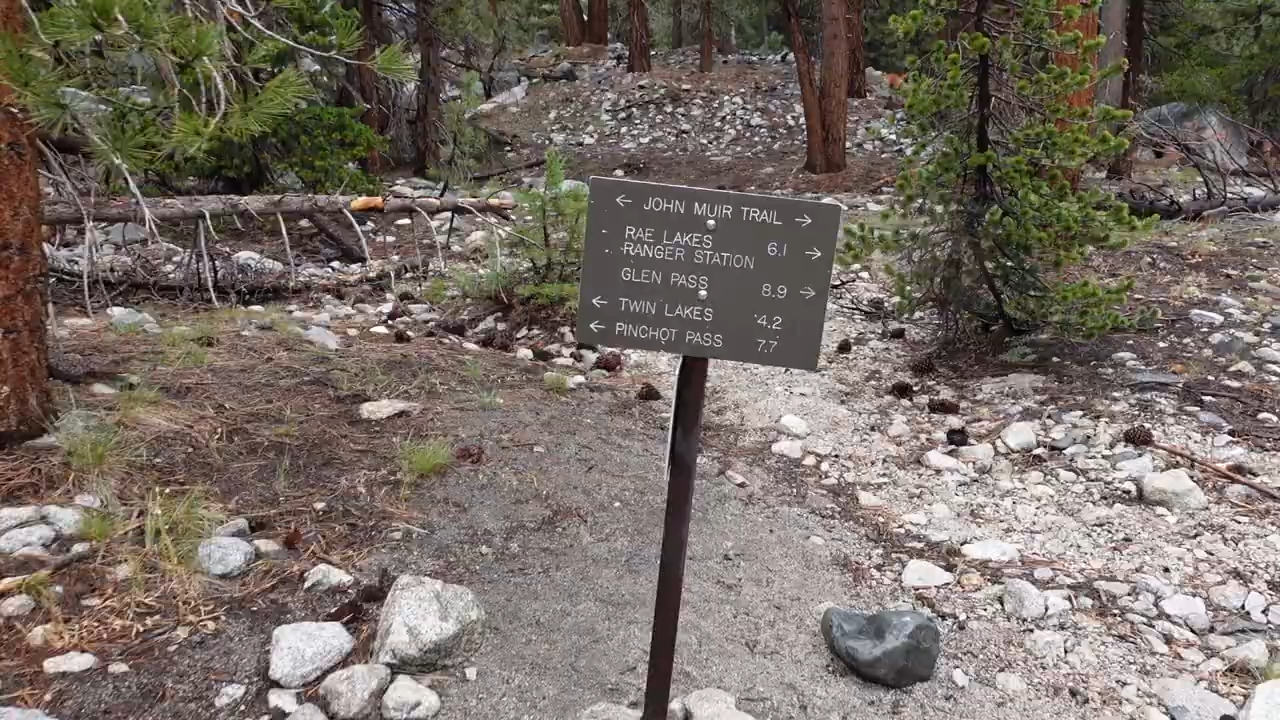 ← JOHN MUIR TRAIL →
RAE LAKES
RANGER STATION 6.1 →
GLEN PASS 8.9 →
← TWIN LAKES 4.2
← PINCHOT PASS 7.7